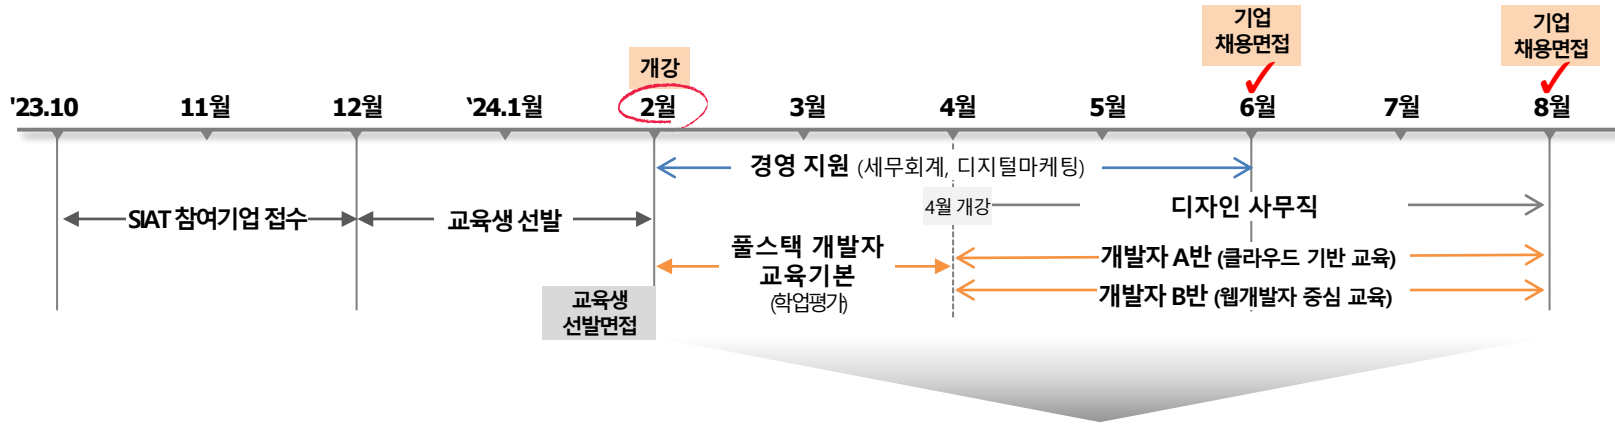 기업
채용면접
기업
채용면접
개강
'23.10 11월 12월 ‘24.1월 2월 3월 4월 5월 6월 7월 8월
경영 지원 (세무회계, 디지털마케팅)
4월 개강 디자인 사무직
SIAT 참여기업 접수 교육생 선발
풀스택 개발자
교육기본
(학업평가)
개발자 A반 (클라우드 기반 교육)
개발자 B반 (웹개발자 중심 교육)
교육생
선발면접